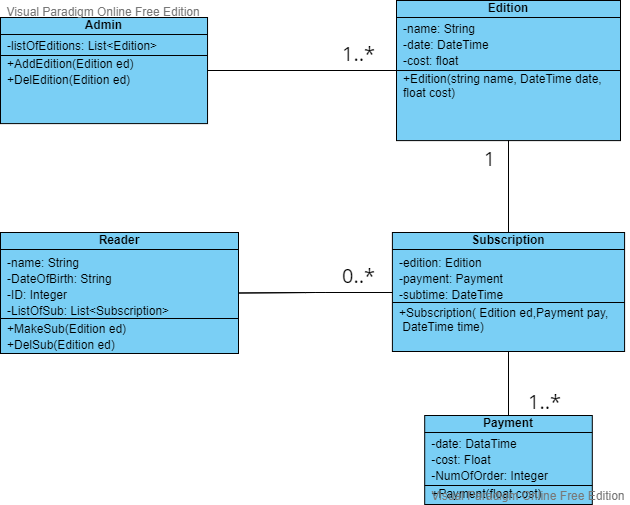 Visual Paradigm Online Free Edition
Admin
-listOfEditions: List<Edition>
+AddEdition(Edition ed)
+DelEdition(Edition ed)
1..*
Edition
-name: String
-date: DateTime
-cost: float
+Edition(string name, DateTime date,
float cost)
1
Reader
-name: String
-DateOfBirth: String
-ID: Integer
-ListOfSub: List<Subscription>
+MakeSub(Edition ed)
+DelSub(Edition ed)
0..*
Subscription
-edition: Edition
-payment: Payment
-subtime: DateTime
+Subscription( Edition ed,Payment pay,
DateTime time)
1..*
Payment
-date: DataTime
-cost: Float
-NumOfOrder: Integer
+Payment(float cost)
Visual Paradigm Online Free Edition